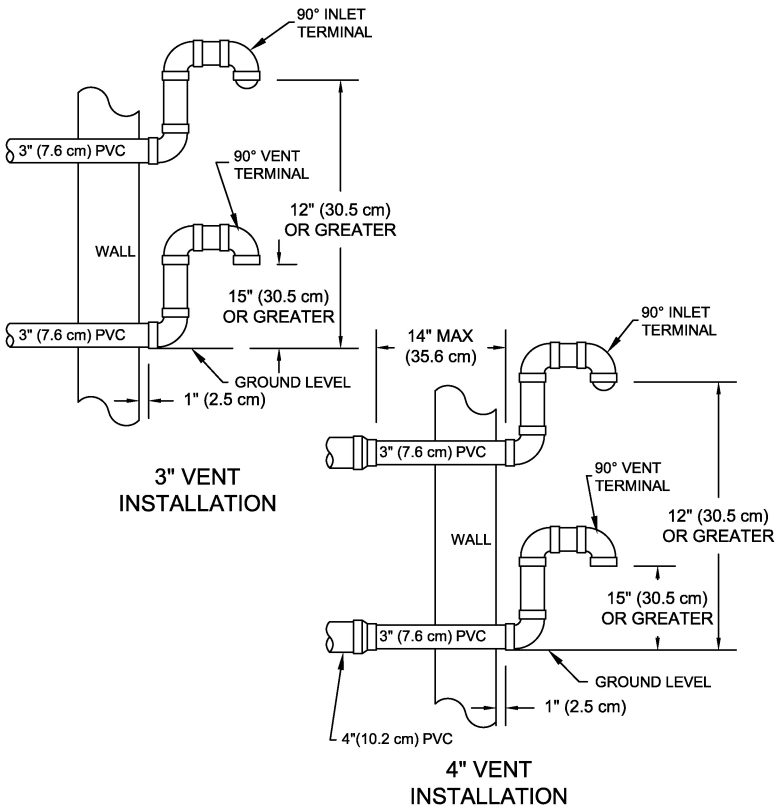 90° INLET
TERMINAL
3" (7.6 cm) PVC
90° VENT
TERMINAL
12" (30.5 cm)
OR GREATER
WALL
15" (30.5 cm)
OR GREATER
3" (7.6 cm) PVC
GROUND LEVEL
1" (2.5 cm)
3" VENT
INSTALLATION
14" MAX
(35.6 cm)
90° INLET
TERMINAL
3" (7.6 cm) PVC
90° VENT
TERMINAL
12" (30.5 cm)
OR GREATER
WALL
15" (30.5 cm)
OR GREATER
3" (7.6 cm) PVC
GROUND LEVEL
1" (2.5 cm)
4"(10.2 cm) PVC
4" VENT
INSTALLATION